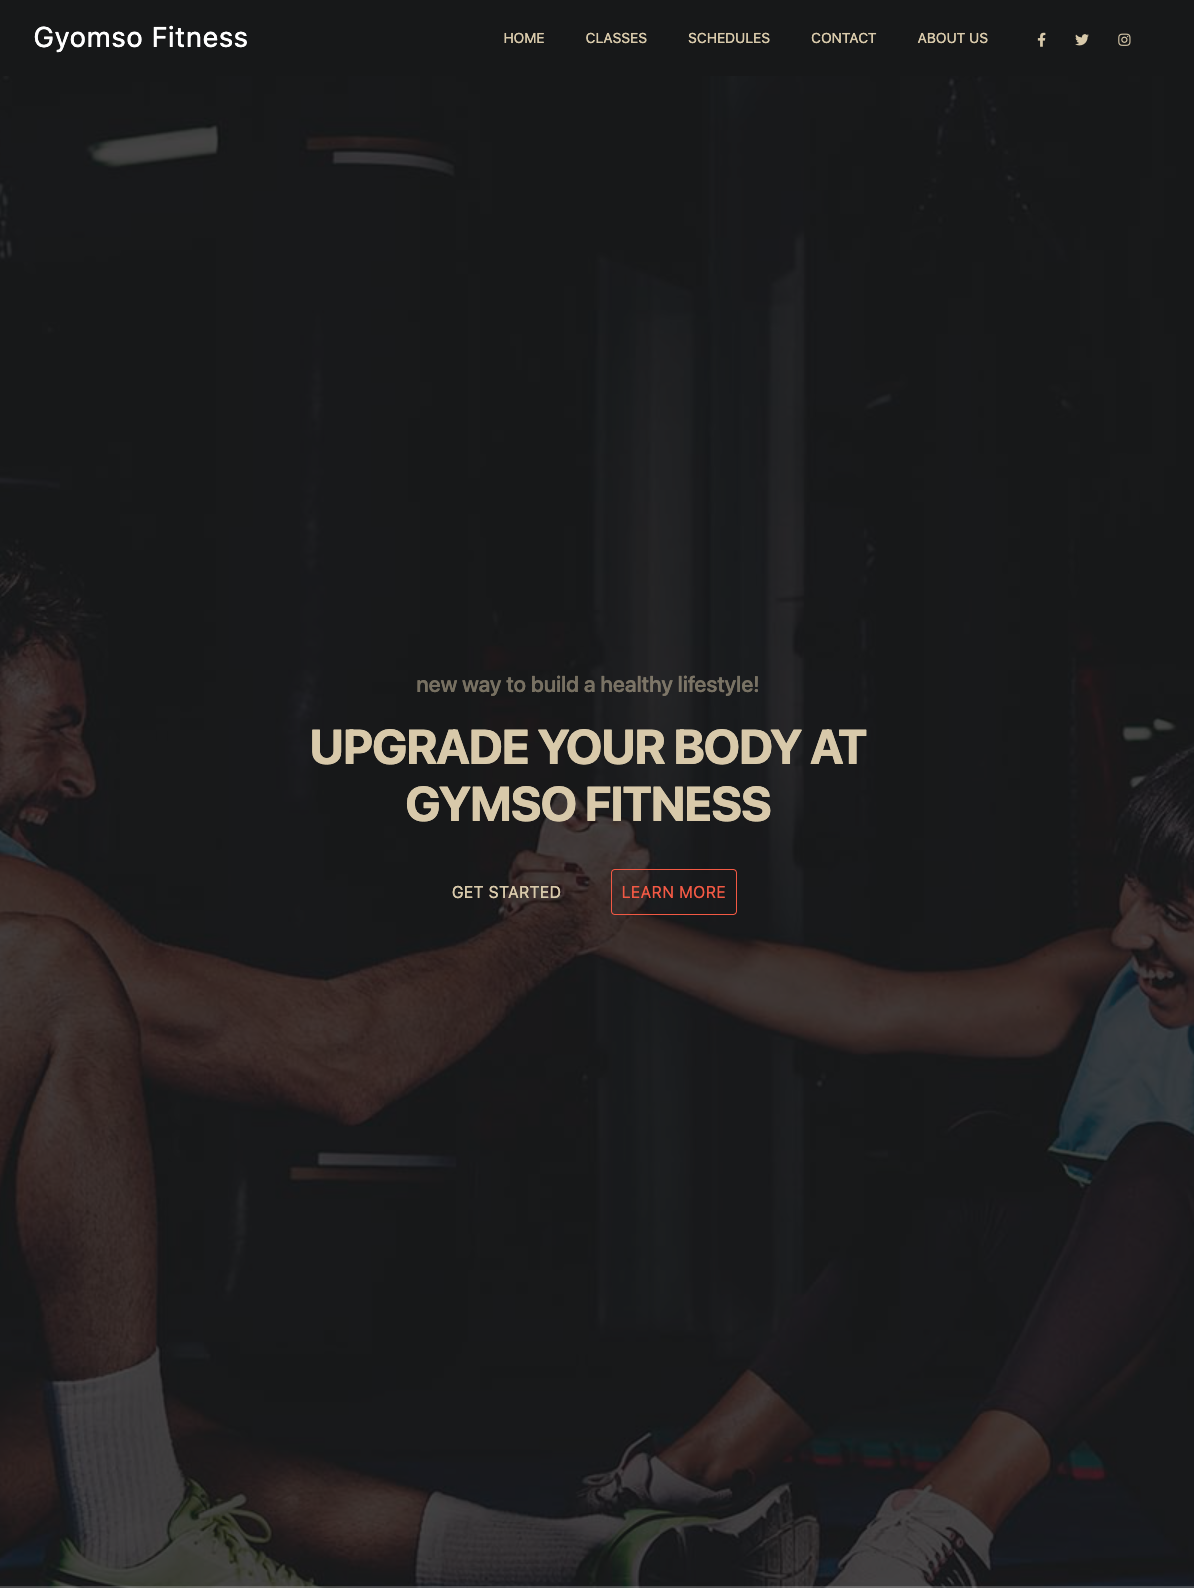 Gyomso Fitness
HOME CLASSES SCHEDULES CONTACT ABOUT US
new way to build a healthy lifestyle!
UPGRADE YOUR BODY AT
GYMSO FITNESS
GET STARTED LEARN MORE